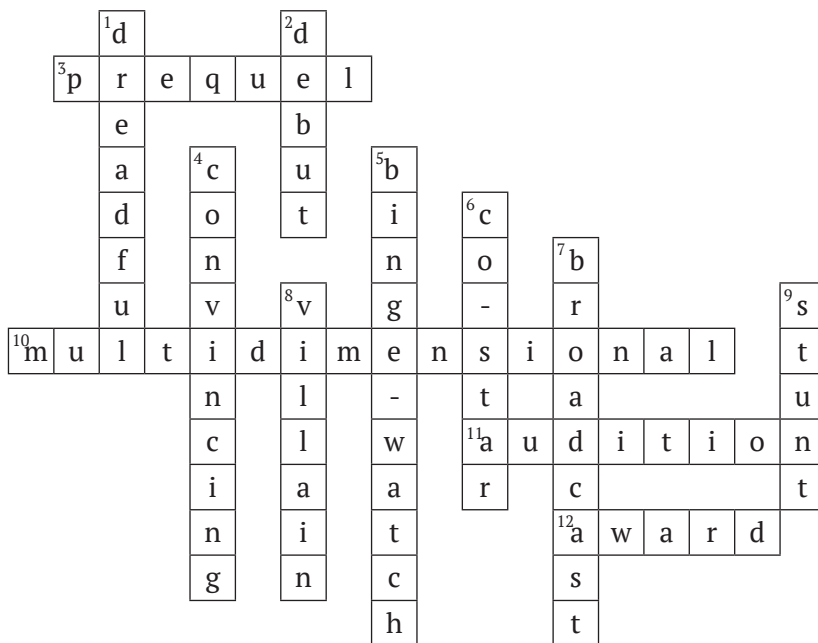 1d 2d
3p r e q u e l
e b
a 4c u 5b
d o t i 6c
f n n o 7b
u 8v v g - r 9s
10m u l t i d i m e n s i o n a l t
n l - t a u
c l w 11a u d i t i o n
i a a r c t
n i t 12a w a r d
g n c s
h t